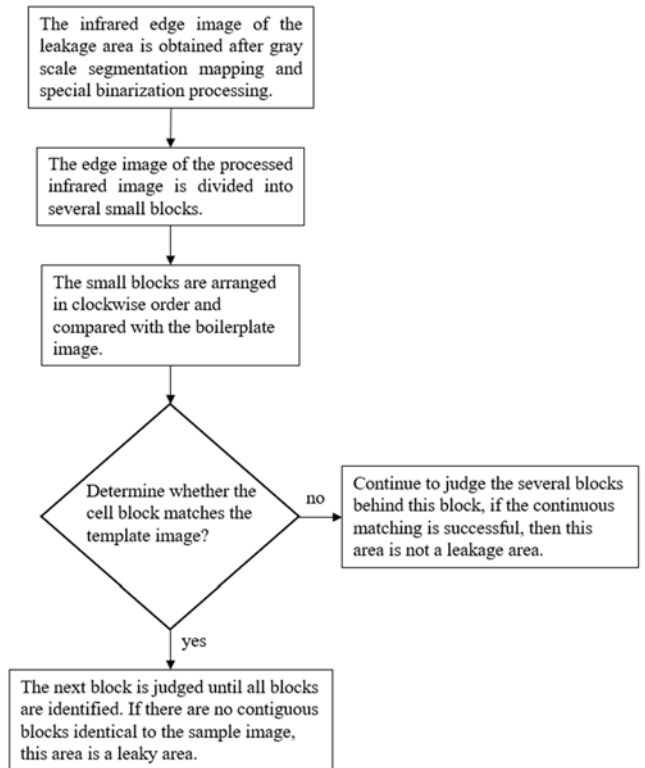 The infrared edge image of the
leakage area is obtained after gray
scale segmentation mapping and
special binarization processing.
The edge image of the processed
infrared image is divided into
several small blocks.
The small blocks are arranged
in clockwise order and
compared with the boilerplate
image.
Determine whether the
cell block matches the
template image?
no
Continue to judge the several blocks
behind this block, if the continuous
matching is successful, then this
area is not a leakage area.
yes
The next block is judged until all blocks
are identified. If there are no contiguous
blocks identical to the sample image,
this area is a leaky area.